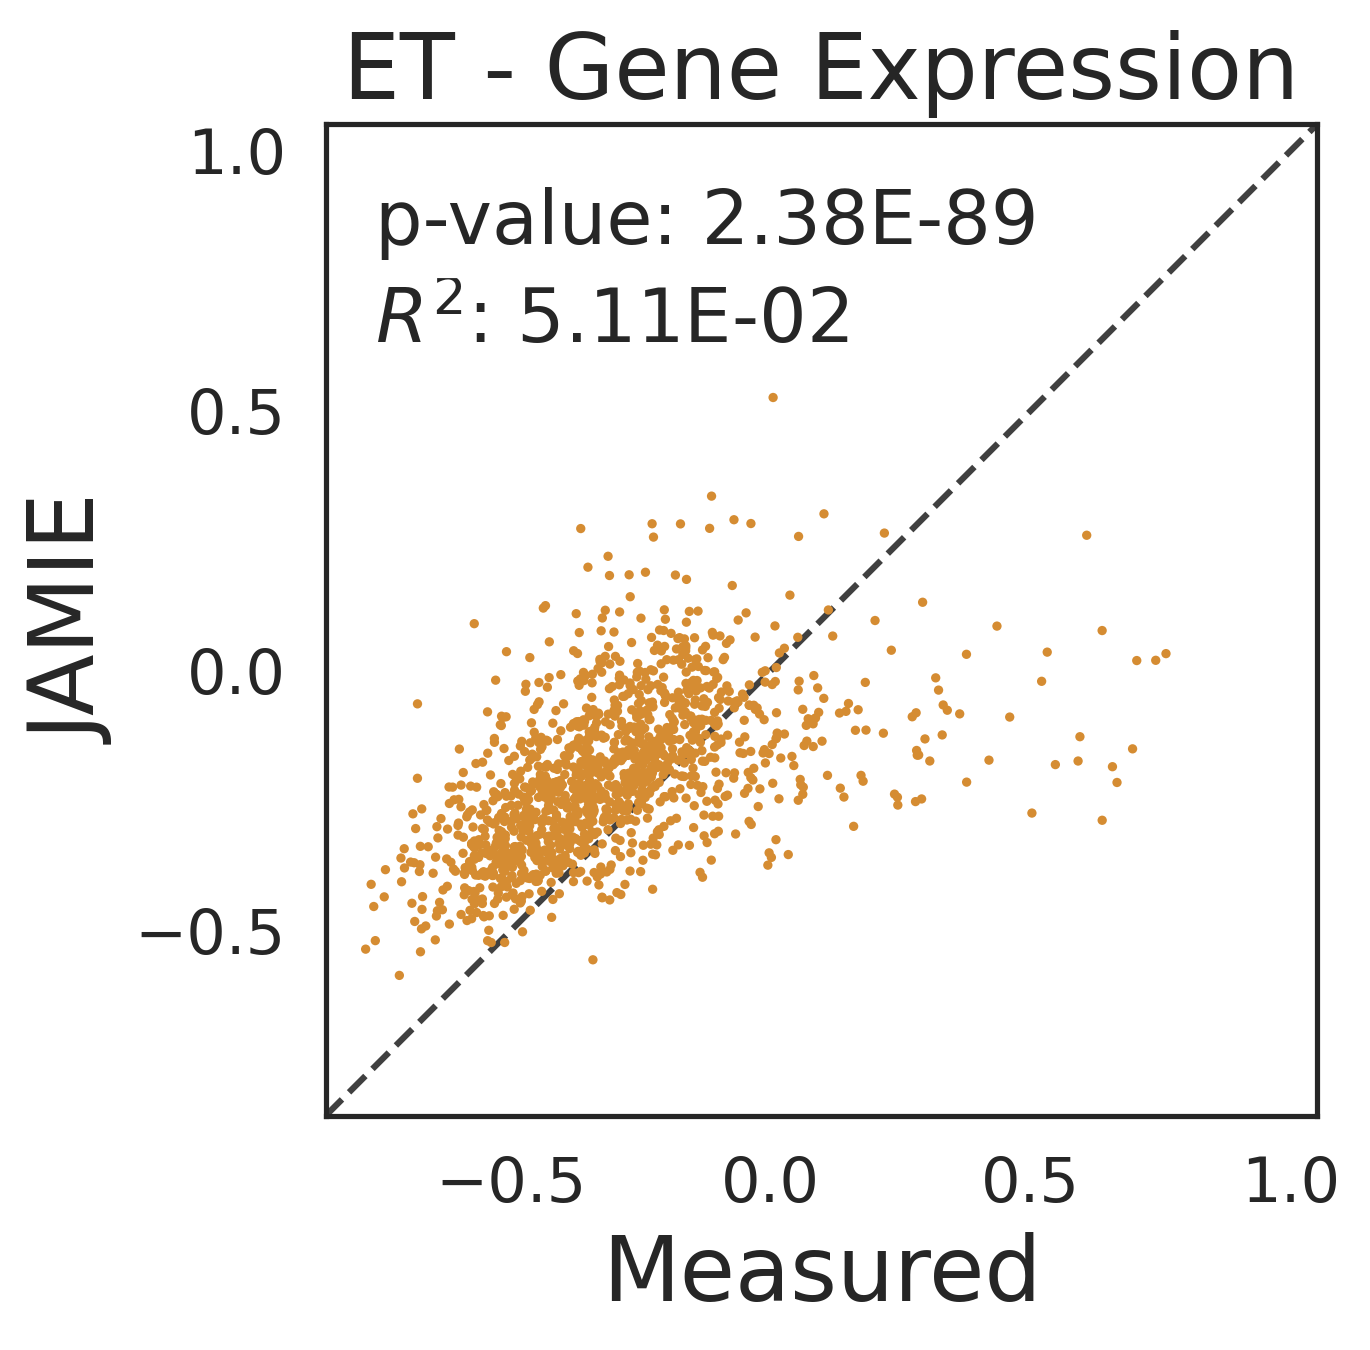 ET - Gene Expression
1.0
p-value: 2.38E-89
R²: 5.11E-02
0.5
JAMIE
0.0
−0.5
−0.5 0.0 0.5 1.0
Measured